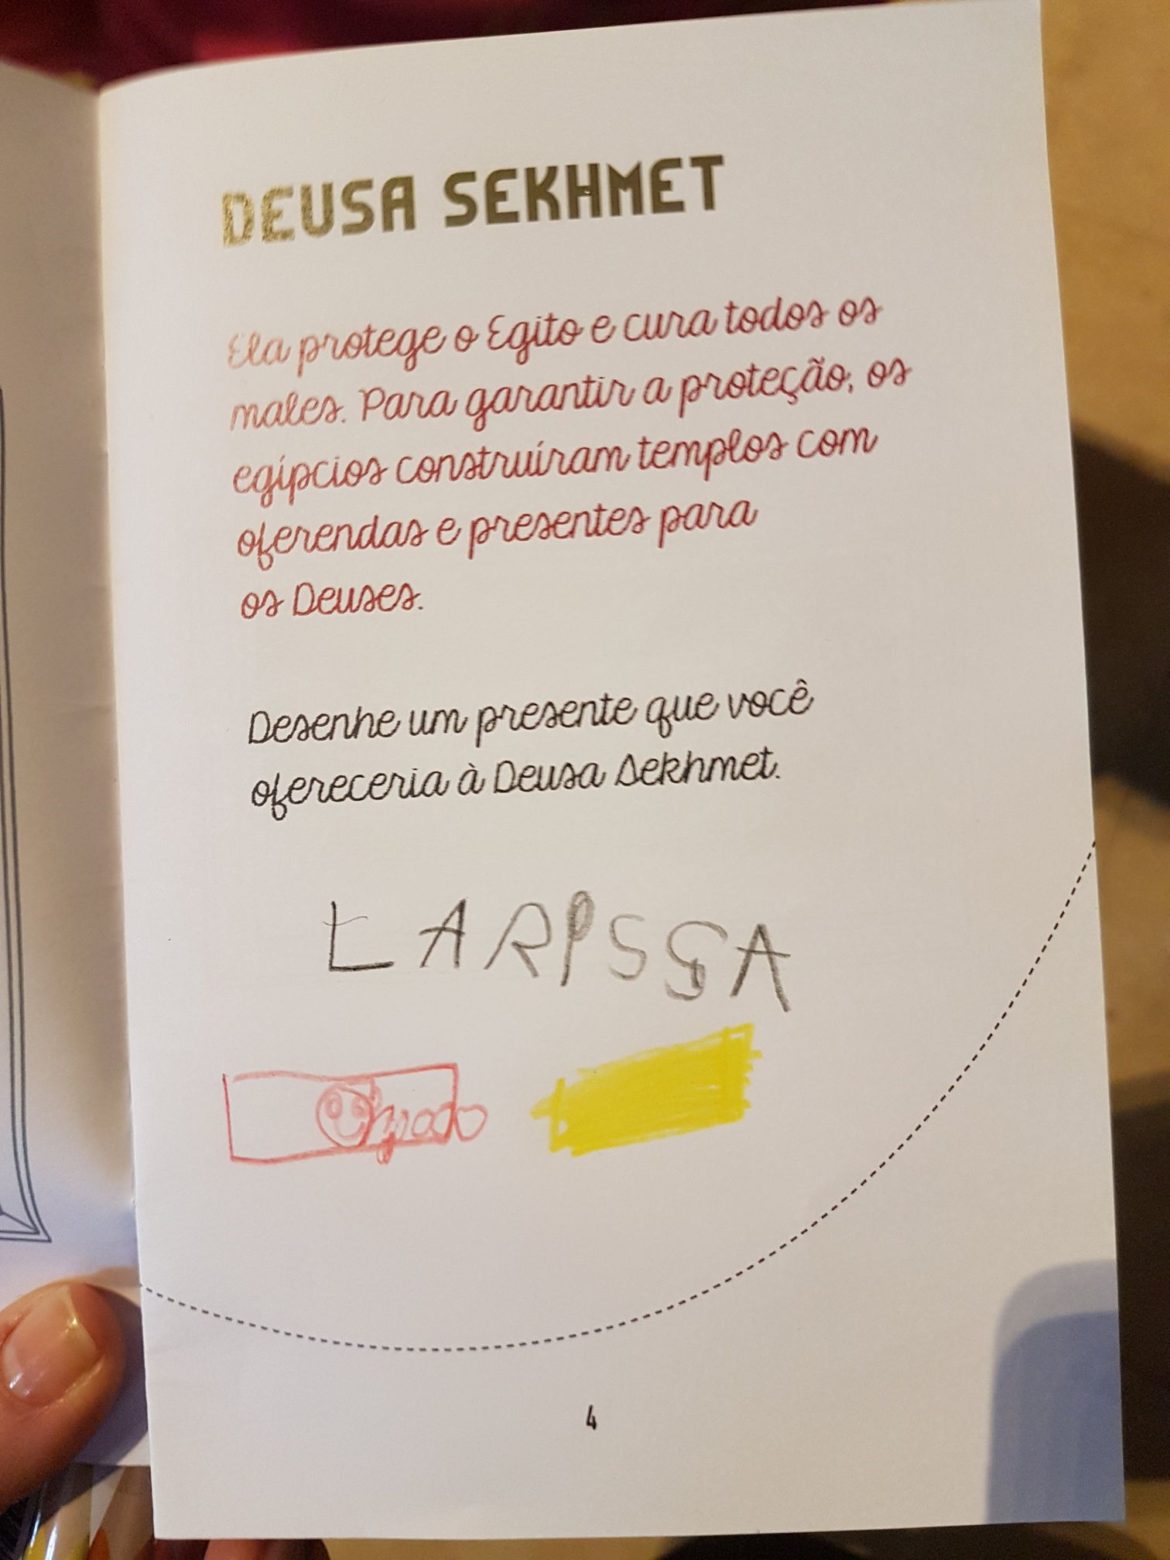 DEUSA SEKHMET
Ela protege o Egito e cura todos os
males. Para garantir a proteção, os
egípcios construíram templos com
oferendas e presentes para
os Deuses.
Desenhe um presente que você
ofereceria à Deusa Sekhmet.
LARISSA
4